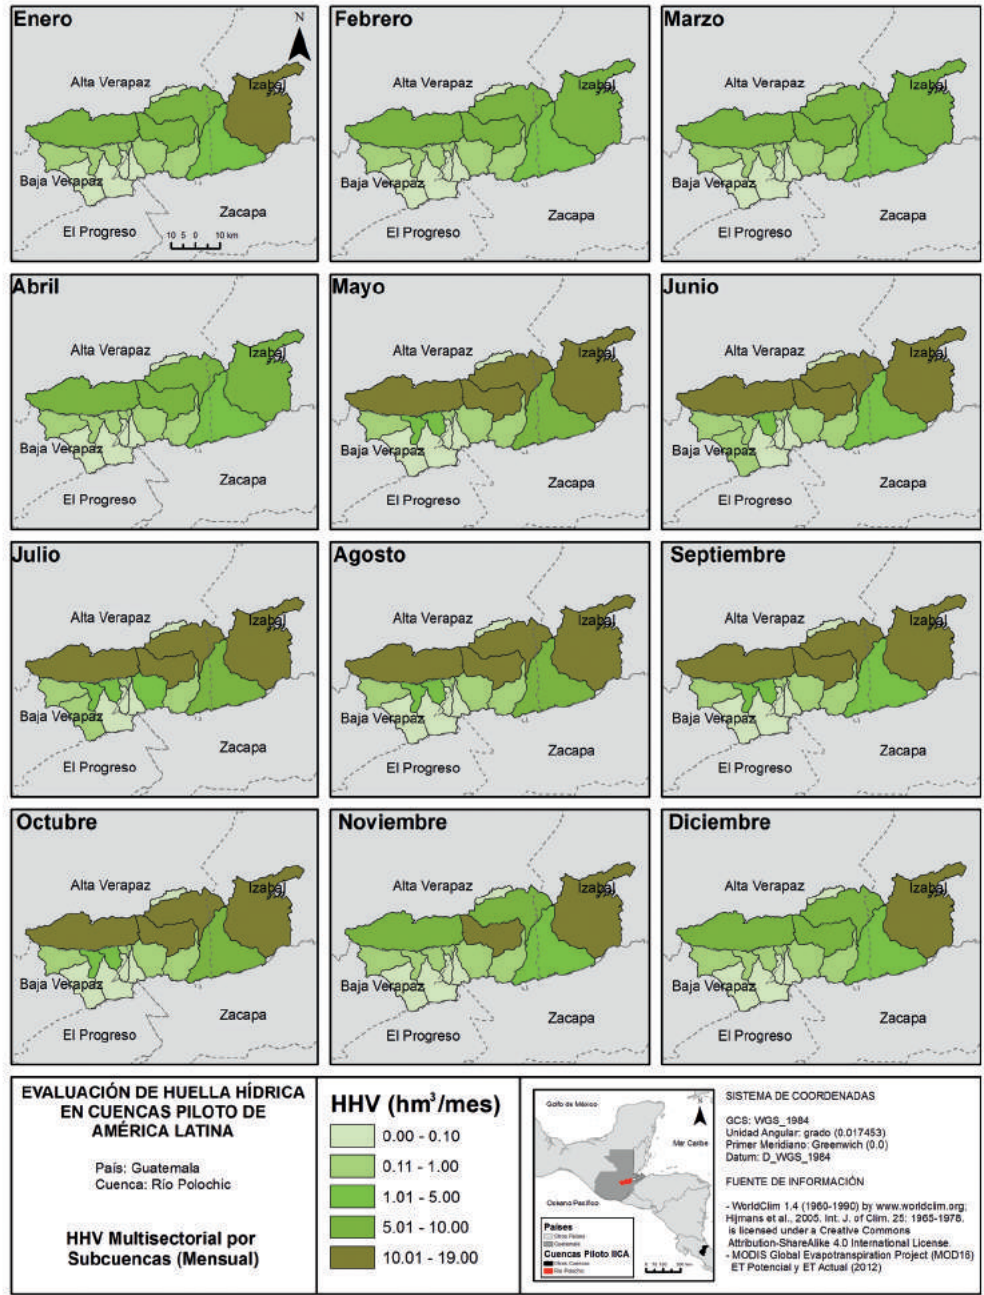 Enero
N
Alta Verapaz
Izabal
Baja Verapaz
Zacapa
El Progreso
10 5 0 10 km
Febrero
Alta Verapaz
Izabal
Baja Verapaz
Zacapa
El Progreso
Marzo
Alta Verapaz
Izabal
Baja Verapaz
Zacapa
El Progreso
Abril
Alta Verapaz
Izabal
Baja Verapaz
Zacapa
El Progreso
Mayo
Alta Verapaz
Izabal
Baja Verapaz
Zacapa
El Progreso
Junio
Alta Verapaz
Izabal
Baja Verapaz
Zacapa
El Progreso
Julio
Alta Verapaz
Izabal
Baja Verapaz
Zacapa
El Progreso
Agosto
Alta Verapaz
Izabal
Baja Verapaz
Zacapa
El Progreso
Septiembre
Alta Verapaz
Izabal
Baja Verapaz
Zacapa
El Progreso
Octubre
Alta Verapaz
Izabal
Baja Verapaz
Zacapa
El Progreso
Noviembre
Alta Verapaz
Izabal
Baja Verapaz
Zacapa
El Progreso
Diciembre
Alta Verapaz
Izabal
Baja Verapaz
Zacapa
El Progreso
EVALUACIÓN DE HUELLA HÍDRICA
EN CUENCAS PILOTO DE
AMÉRICA LATINA
País: Guatemala
Cuenca: Río Polochic
HHV Multisectorial por
Subcuencas (Mensual)
HHV (hm³/mes)
0.00 - 0.10
0.11 - 1.00
1.01 - 5.00
5.01 - 10.00
10.01 - 19.00
Golfo de México
N
Mar Caribe
Oceano Pacífico
Países
Otros Países
Guatemala
Cuencas Piloto IICA
Otras Cuencas
Río Polochic
SISTEMA DE COORDENADAS
GCS: WGS_1984
Unidad Angular: grado (0.017453)
Primer Meridiano: Greenwich (0.0)
Datum: D_WGS_1984
FUENTE DE INFORMACIÓN
- WorldClim 1.4 (1960-1990) by www.worldclim.org;
Hijmans et al., 2005. Int. J. of Clim. 25: 1965-1978.
is licensed under a Creative Commons
Attribution-ShareAlike 4.0 International License.
- MODIS Global Evapotranspiration Project (MOD16)
ET Potencial y ET Actual (2012)